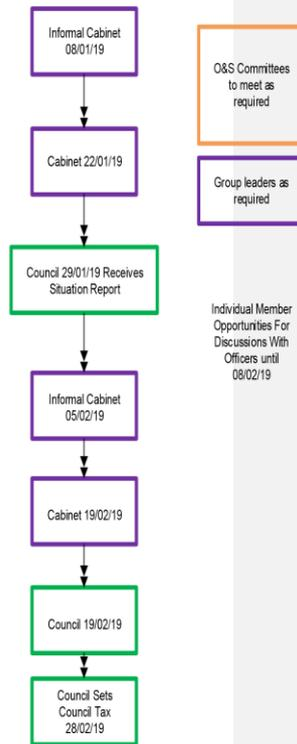 Informal Cabinet
08/01/19
Cabinet 22/01/19
Council 29/01/19 Receives
Situation Report
Informal Cabinet
05/02/19
Cabinet 19/02/19
Council 19/02/19
Council Sets
Council Tax
28/02/19
O&S Committees
to meet as
required
Group leaders as
required
Individual Member
Opportunities For
Discussions With
Officers until
08/02/19